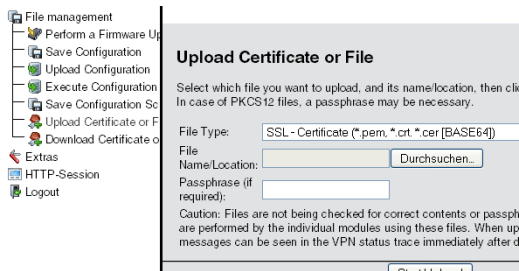 File management
Perform a Firmware Up
Save Configuration
Upload Configuration
Execute Configuration
Save Configuration Sc
Upload Certificate or F
Download Certificate o
Extras
HTTP-Session
Logout
Upload Certificate or File
Select which file you want to upload, and its name/location, then cli
In case of PKCS12 files, a passphrase may be necessary.
File Type: SSL - Certificate (*.pem, *.crt. *.cer [BASE64])
File
Name/Location: Durchsuchen...
Passphrase (if
required):
Caution: Files are not being checked for correct contents or passph
are performed by the individual modules using these files. When up
messages can be seen in the VPN status trace immediately after d